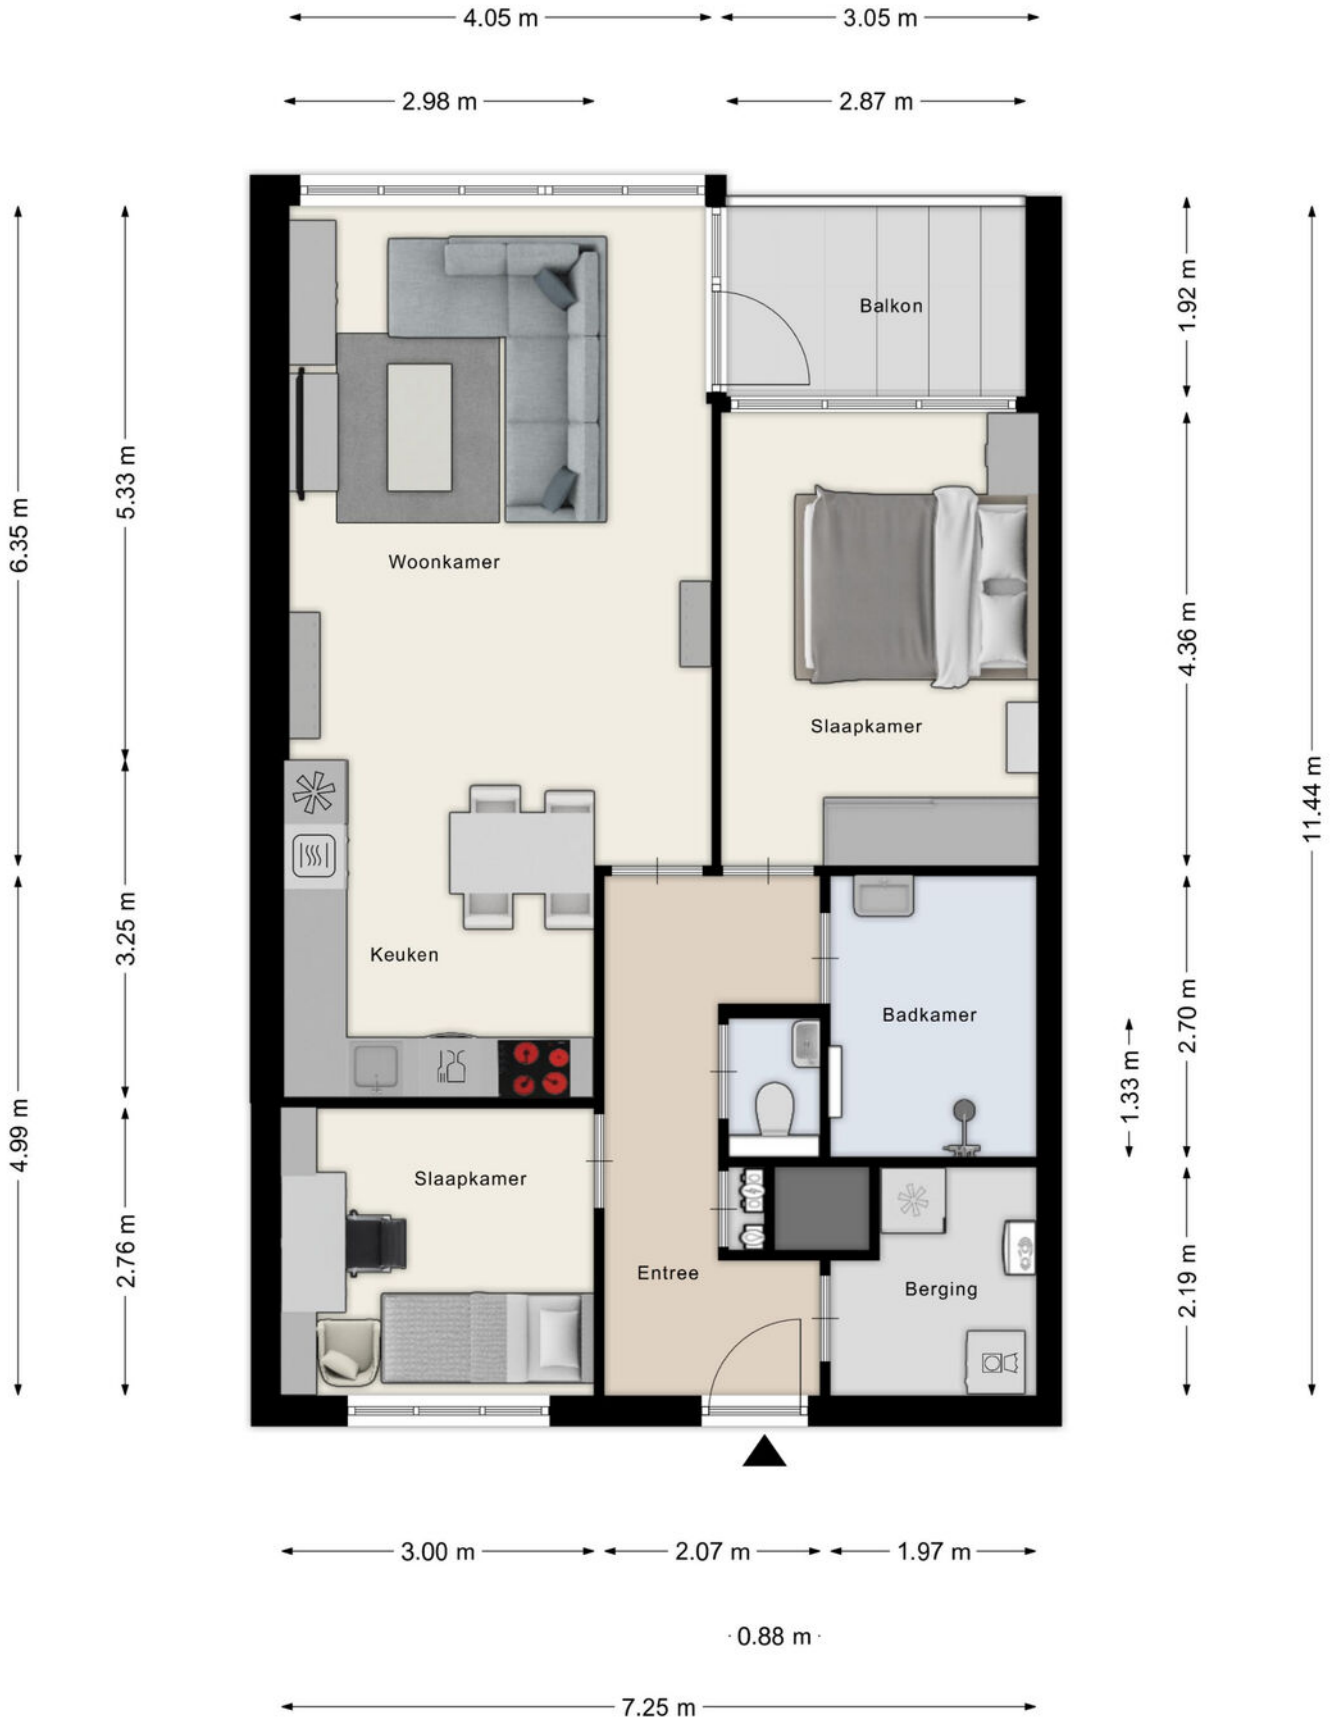 4.05 m
3.05 m
2.98 m
2.87 m
Balkon
1.92 m
5.33 m
6.35 m
Woonkamer
4.36 m
Slaapkamer
11.44 m
3.25 m
Keuken
Badkamer
2.70 m
1.33 m
4.99 m
Slaapkamer
2.76 m
Entree
Berging
2.19 m
3.00 m
2.07 m
1.97 m
0.88 m
7.25 m